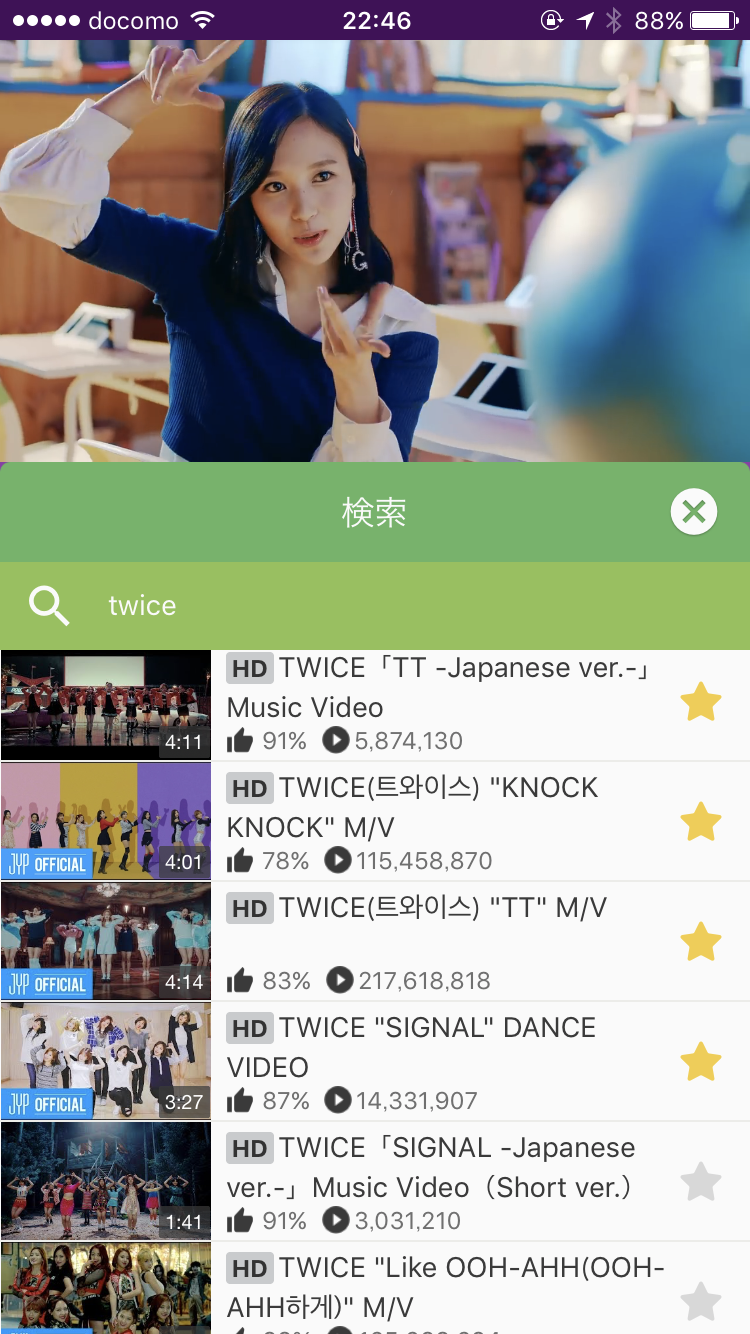 docomo 22:46 88%
G
検索
twice
HD TWICE「TT -Japanese ver.-」
Music Video
4:11 91% 5,874,130
HD TWICE(트와이스) "KNOCK
KNOCK" M/V
JYP OFFICIAL 4:01 78% 115,458,870
HD TWICE(트와이스) "TT" M/V
JYP OFFICIAL 4:14 83% 217,618,818
HD TWICE "SIGNAL" DANCE
VIDEO
JYP OFFICIAL 3:27 87% 14,331,907
HD TWICE「SIGNAL -Japanese
ver.-」Music Video（Short ver.）
1:41 91% 3,031,210
HD TWICE "Like OOH-AHH(OOH-
AHH하게)" M/V